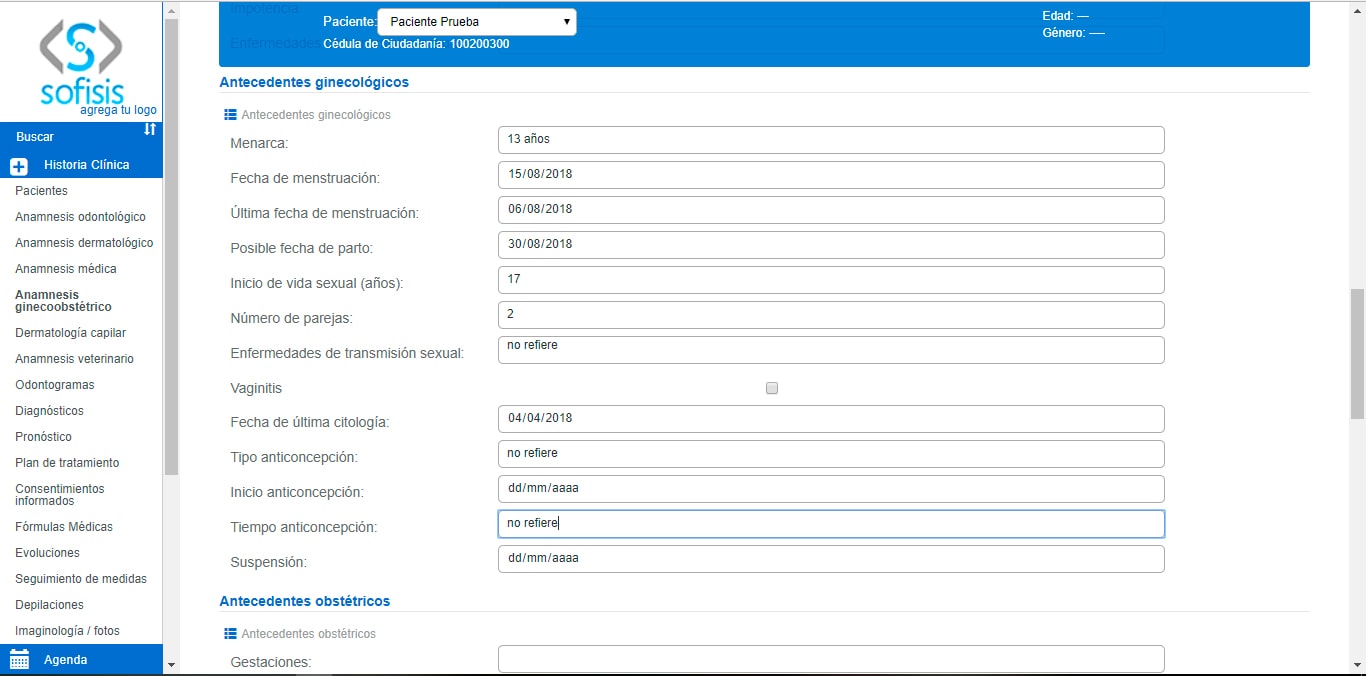 sofisis
agrega tu logo
Buscar
Historia Clínica
Pacientes
Anamnesis odontológico
Anamnesis dermatológico
Anamnesis médica
Anamnesis
ginecoobstétrico
Dermatología capilar
Anamnesis veterinario
Odontogramas
Diagnósticos
Pronóstico
Plan de tratamiento
Consentimientos
informados
Fórmulas Médicas
Evoluciones
Seguimiento de medidas
Depilaciones
Imaginología / fotos
Agenda
Impotencia
Paciente: Paciente Prueba
Edad: —
Enfermedades
Cédula de Ciudadanía: 100200300
Género: —-
Antecedentes ginecológicos
Antecedentes ginecológicos
Menarca: 13 años
Fecha de menstruación: 15/08/2018
Última fecha de menstruación: 06/08/2018
Posible fecha de parto: 30/08/2018
Inicio de vida sexual (años): 17
Número de parejas: 2
Enfermedades de transmisión sexual: no refiere
Vaginitis
Fecha de última citología: 04/04/2018
Tipo anticoncepción: no refiere
Inicio anticoncepción: dd/mm/aaaa
Tiempo anticoncepción: no refiere
Suspensión: dd/mm/aaaa
Antecedentes obstétricos
Antecedentes obstétricos
Gestaciones: